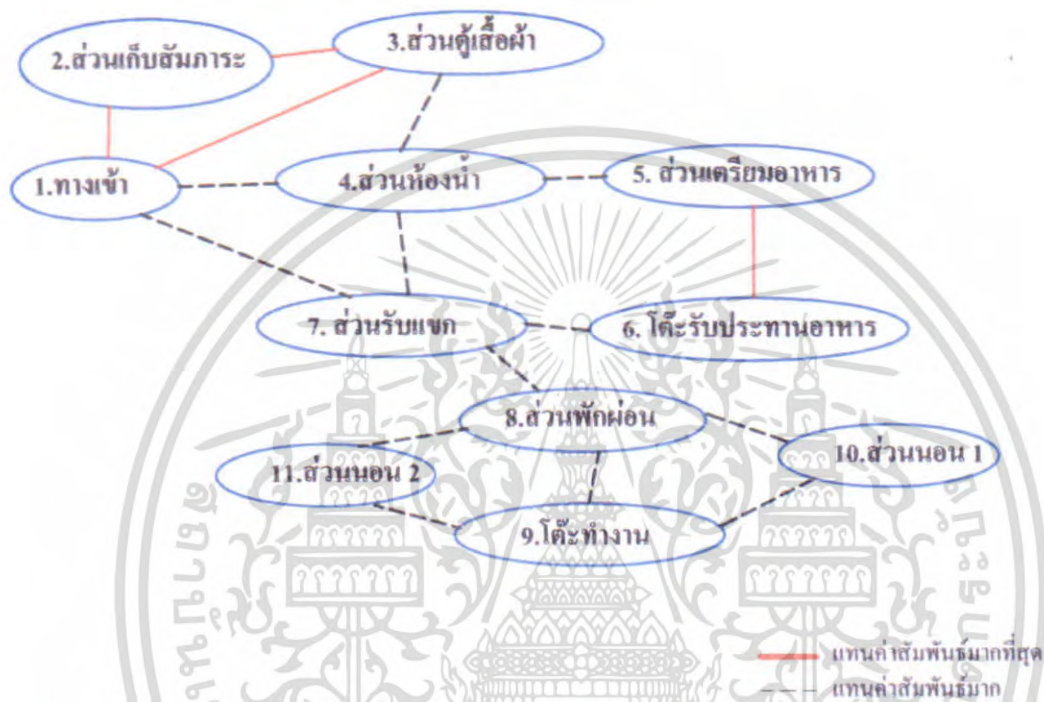 3.ส่วนตู้เสื้อผ้า
2.ส่วนเก็บสัมภาระ
1.ทางเข้า
4.ส่วนห้องน้ำ
5. ส่วนเตรียมอาหาร
7. ส่วนรับแขก
6. โต๊ะรับประทานอาหาร
8.ส่วนพักผ่อน
11.ส่วนนอน 2
10.ส่วนนอน 1
9.โต๊ะทำงาน
แทนค่าสัมพันธ์มากที่สุด
แทนค่าสัมพันธ์มาก